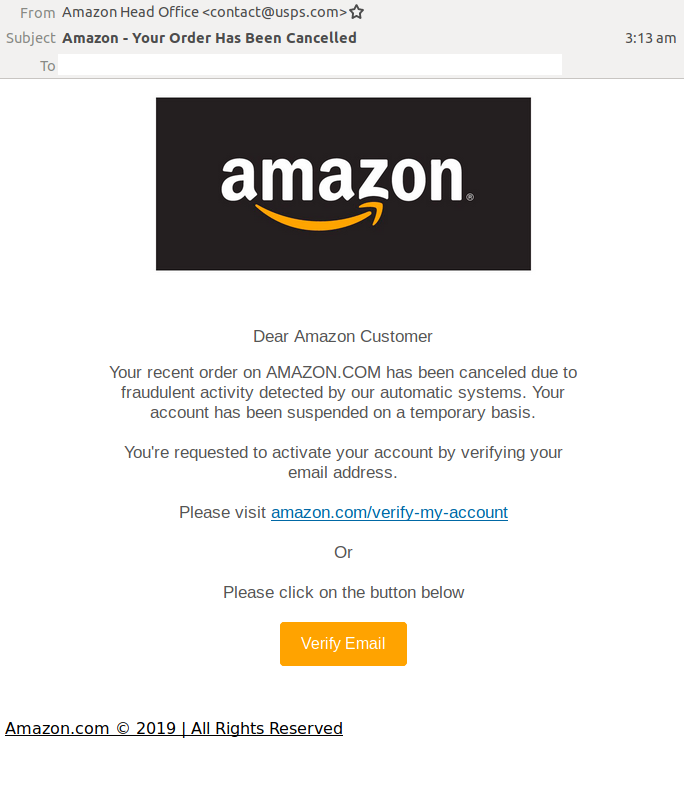 From Amazon Head Office <contact@usps.com>
Subject Amazon - Your Order Has Been Cancelled 3:13 am
To
amazon®
Dear Amazon Customer
Your recent order on AMAZON.COM has been canceled due to
fraudulent activity detected by our automatic systems. Your
account has been suspended on a temporary basis.
You're requested to activate your account by verifying your
email address.
Please visit amazon.com/verify-my-account
Or
Please click on the button below
Verify Email
Amazon.com © 2019 | All Rights Reserved